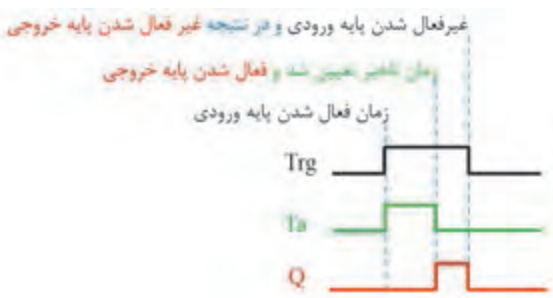 غیرفعال شدن پایه ورودی و در نتیجه غیر فعال شدن پایه خروجی
زمان تاخیر تعیین شده و فعال شدن پایه خروجی
زمان فعال شدن پایه ورودی
Trg
Ta
Q